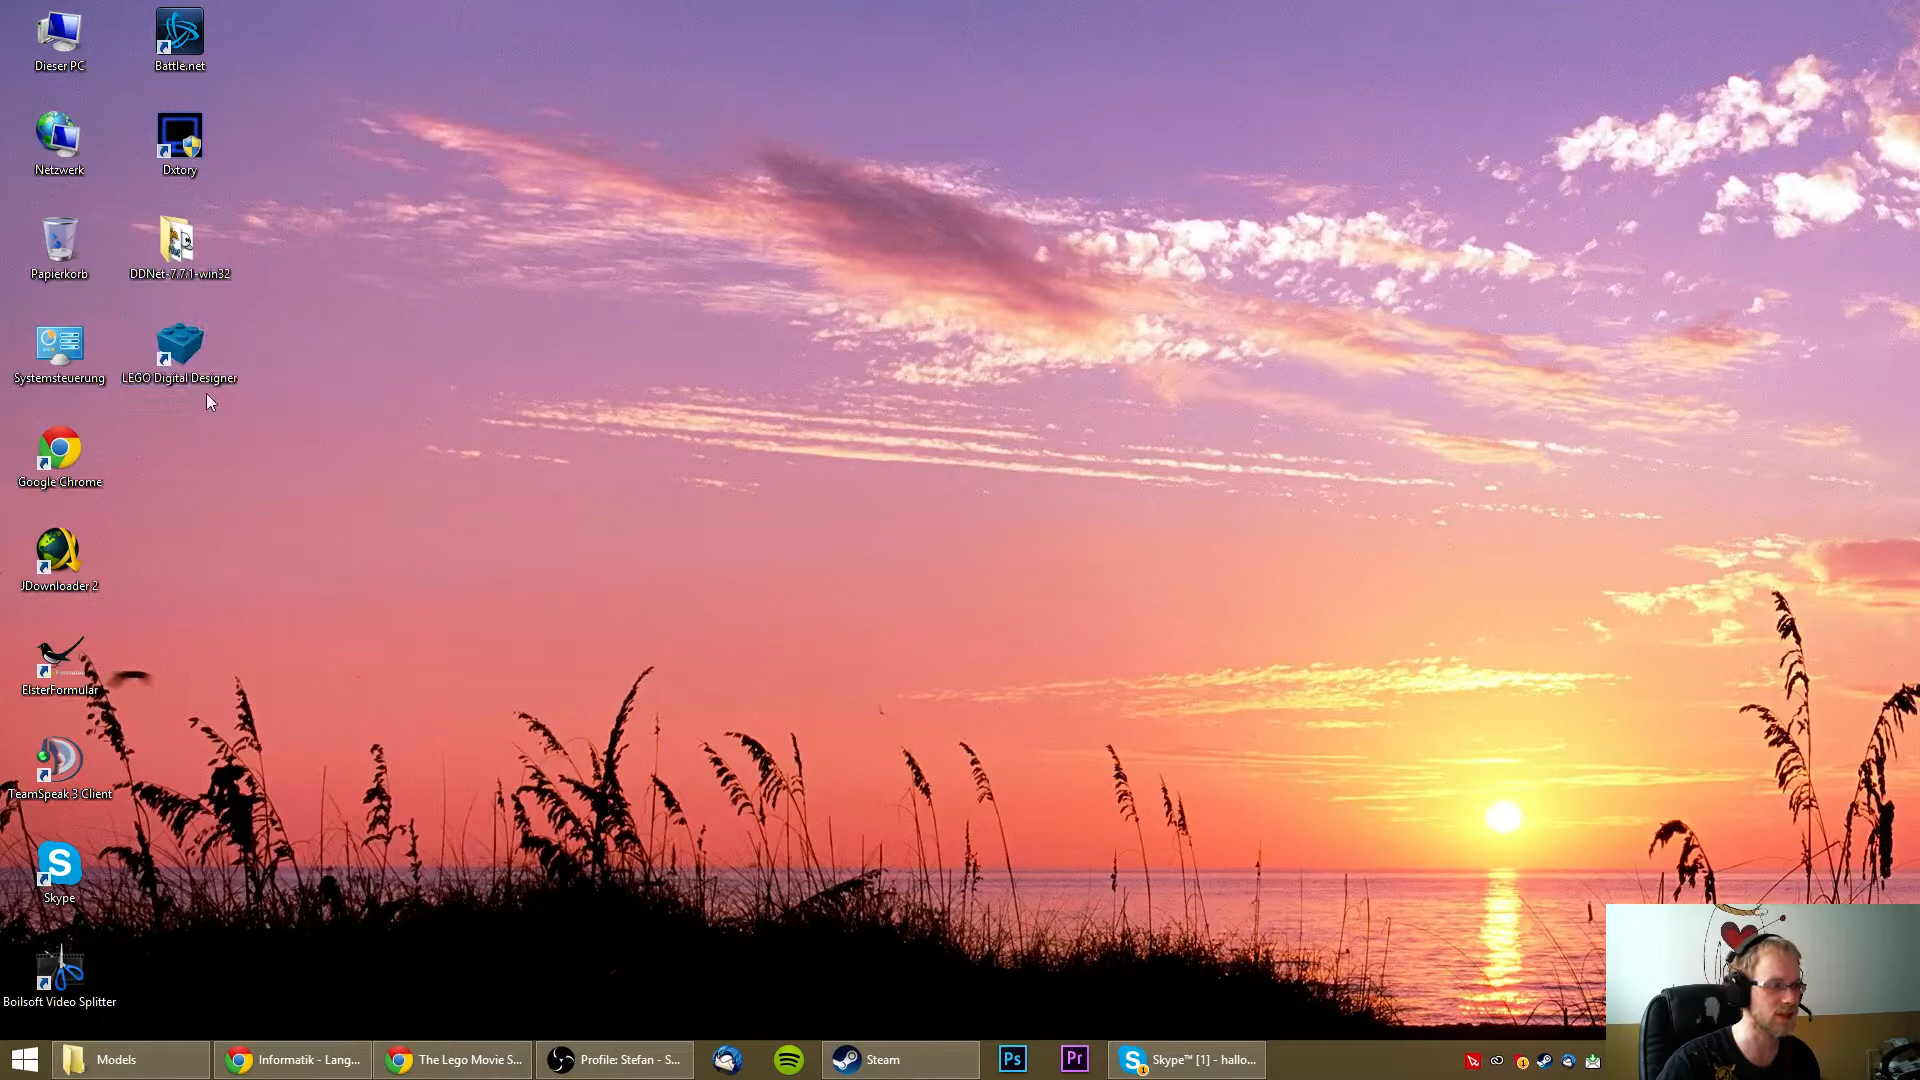 Dieser PC
Battle.net
Netzwerk
Dxtory
Papierkorb
DDNet-7.7.1-win32
Systemsteuerung
LEGO Digital Designer
Google Chrome
JDownloader 2
ElsterFormular
TeamSpeak 3 Client
Skype
Boilsoft Video Splitter
Models
Informatik - Lang...
The Lego Movie S...
Profile: Stefan - S...
Steam
Ps
Pr
Skype™ [1] - hallo...